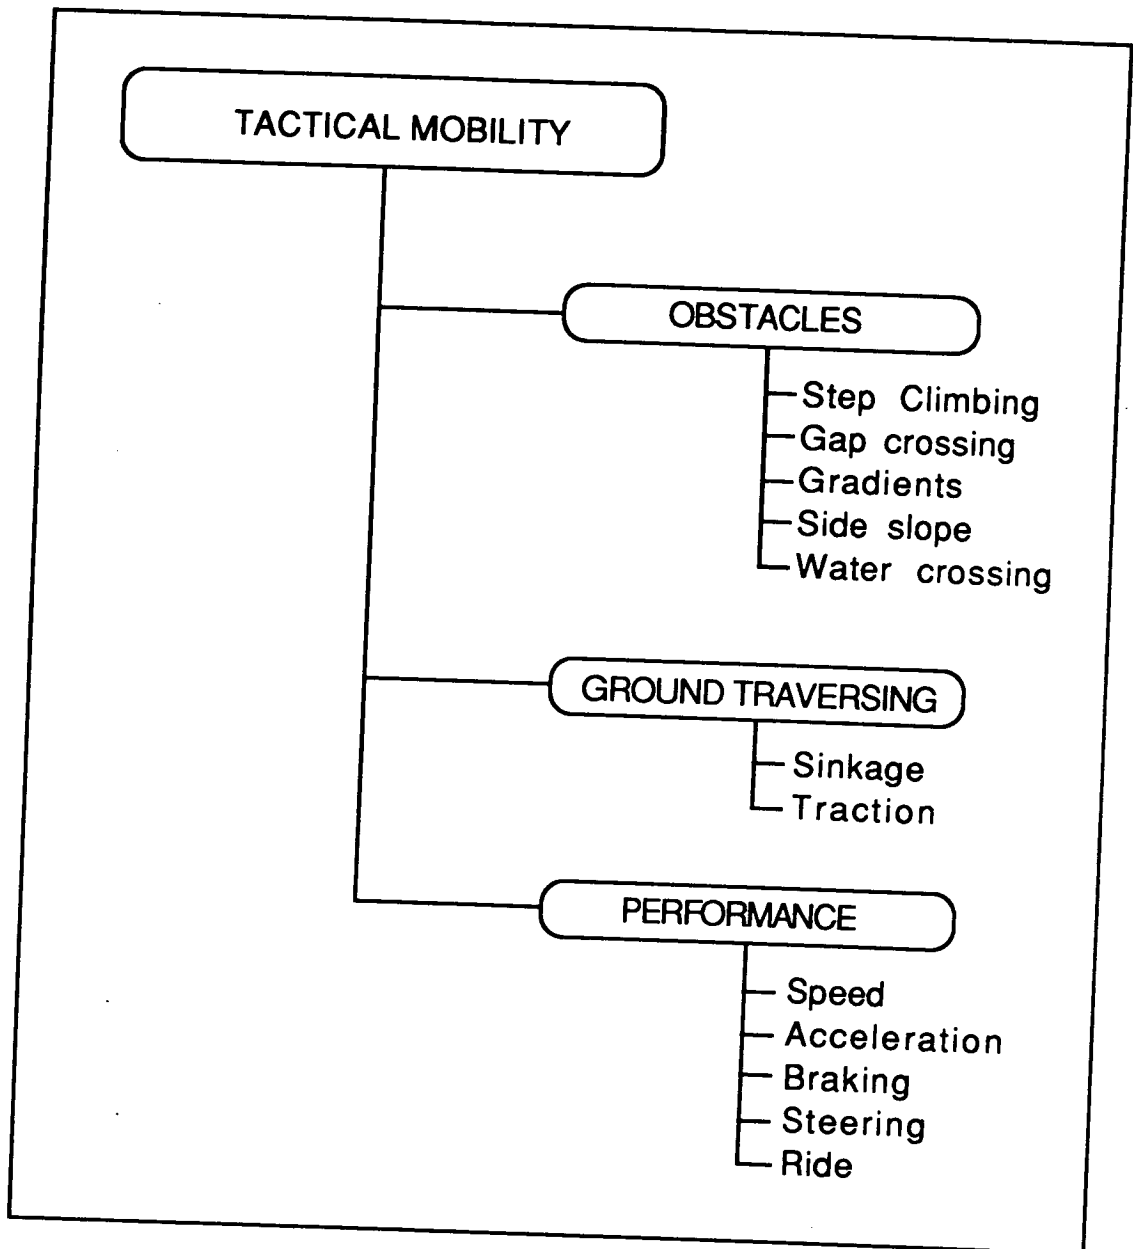 TACTICAL MOBILITY
OBSTACLES
Step Climbing
Gap crossing
Gradients
Side slope
Water crossing
GROUND TRAVERSING
Sinkage
Traction
PERFORMANCE
Speed
Acceleration
Braking
Steering
Ride